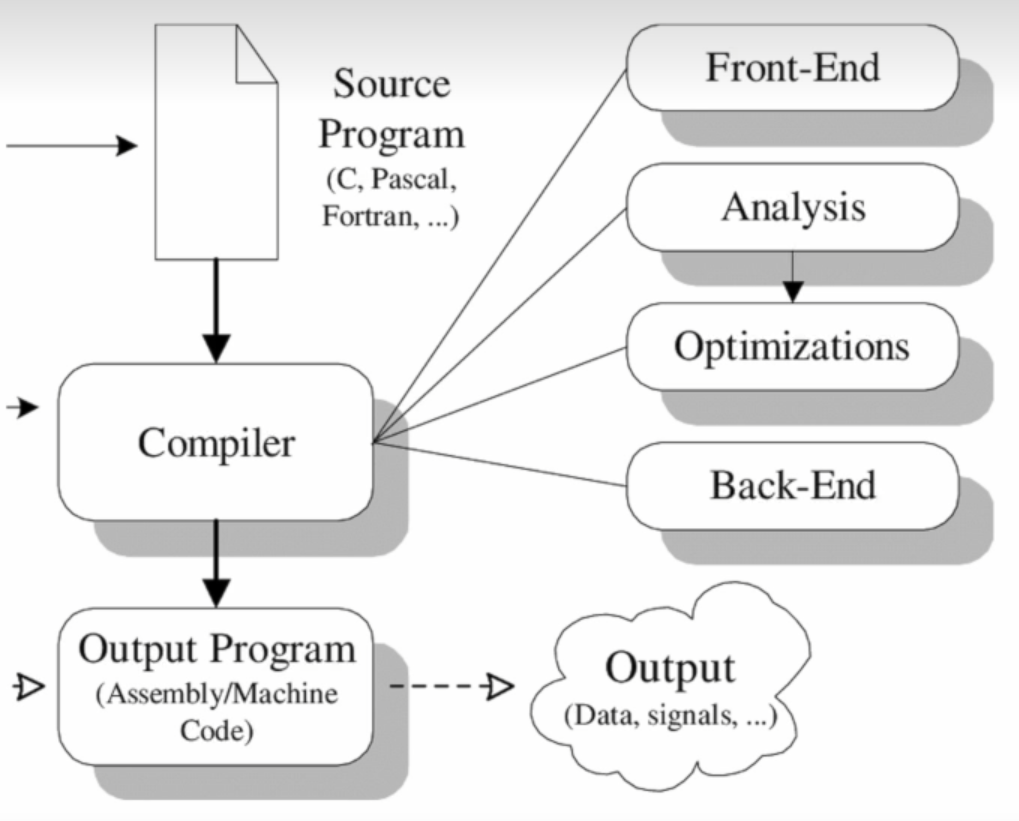 Source
Program
(C, Pascal,
Fortran, ...)
Compiler
Output Program
(Assembly/Machine
Code)
Front-End
Analysis
Optimizations
Back-End
Output
(Data, signals, ...)